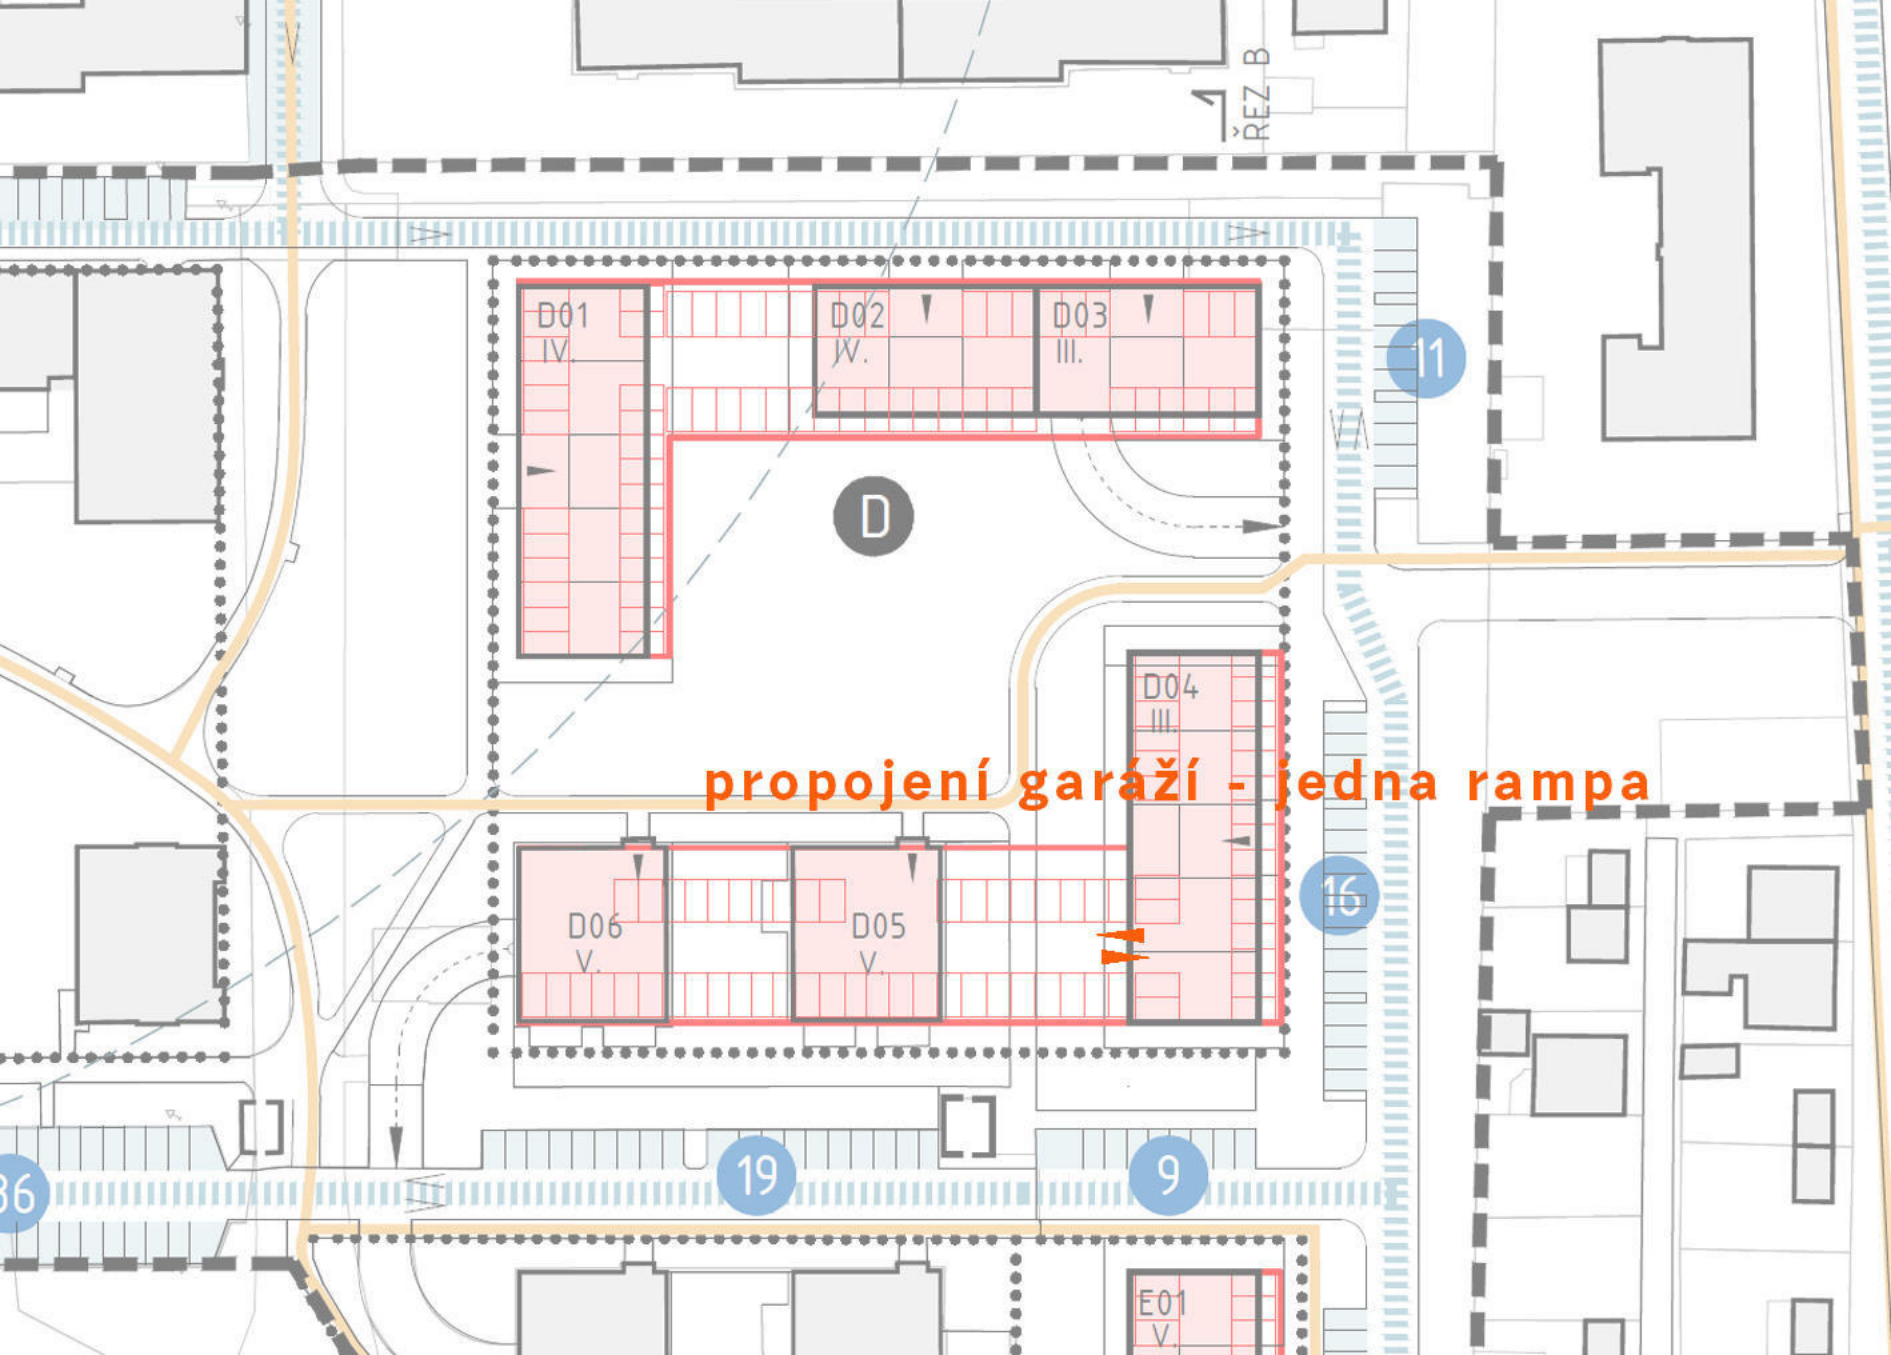 ŘEZ B
D01
IV.
D02
IV.
D03
III.
11
D
D04
III.
propojení garáží - jedna rampa
16
D06
V.
D05
V.
36
19
9
E01
V.